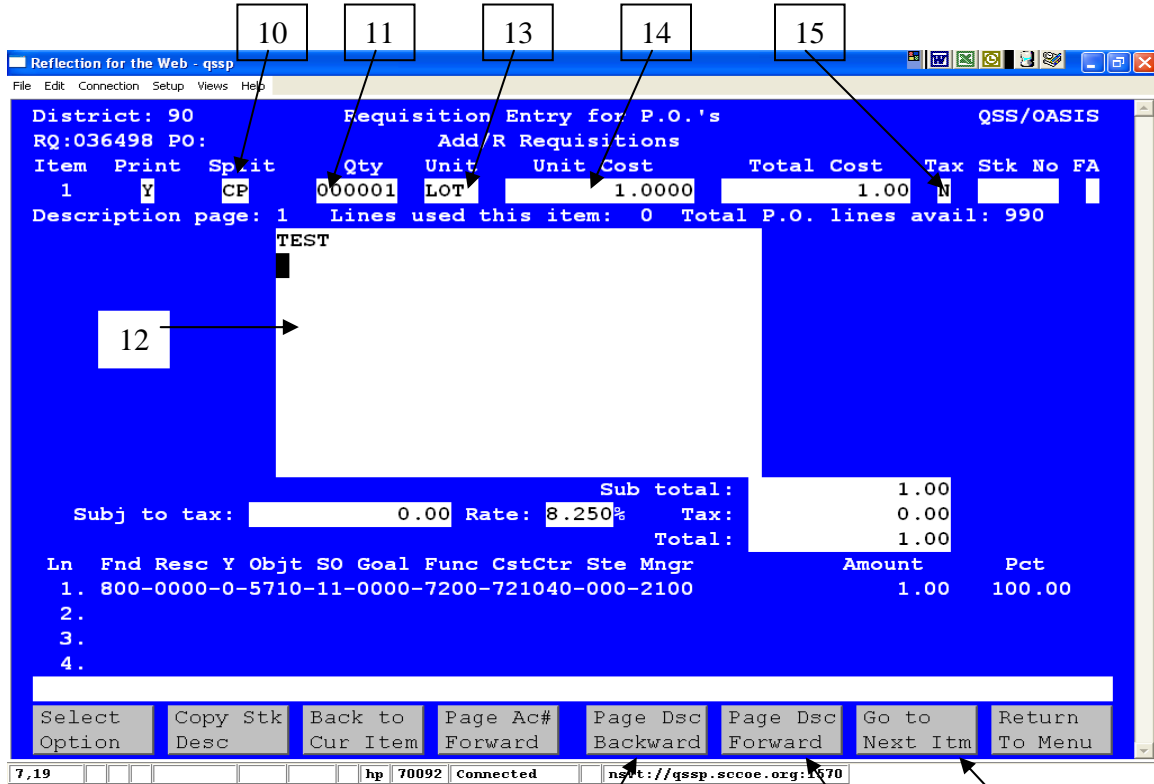 10 11 13 14 15
Reflection for the Web - qssp
File Edit Connection Setup Views Help
District: 90 Requisition Entry for P.O.'s QSS/OASIS
RQ:036498 PO: Add/R Requisitions
Item Print Split Qty Unit Unit Cost Total Cost Tax Stk No FA
1 Y CP 000001 LOT 1.0000 1.00 N
Description page: 1 Lines used this item: 0 Total P.O. lines avail: 990
TEST
12
Sub total: 1.00
Subj to tax: 0.00 Rate: 8.250% Tax: 0.00
Total: 1.00
Ln Fnd Resc Y Objt SO Goal Func CstCtr Ste Mngr Amount Pct
1. 800-0000-0-5710-11-0000-7200-721040-000-2100 1.00 100.00
2.
3.
4.
Select Copy Stk Back to Page Ac# Page Dsc Page Dsc Go to Return
Option Desc Cur Item Forward Backward Forward Next Itm To Menu
7,19 hp 70092 Connected nsvt://qssp.sccoe.org:1570